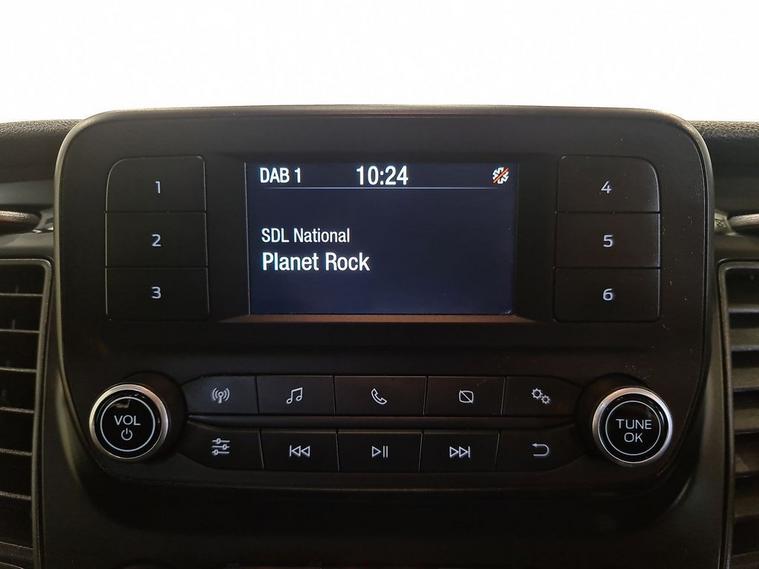 DAB 1 10:24
SDL National
Planet Rock
1
2
3
4
5
6
VOL
TUNE
OK